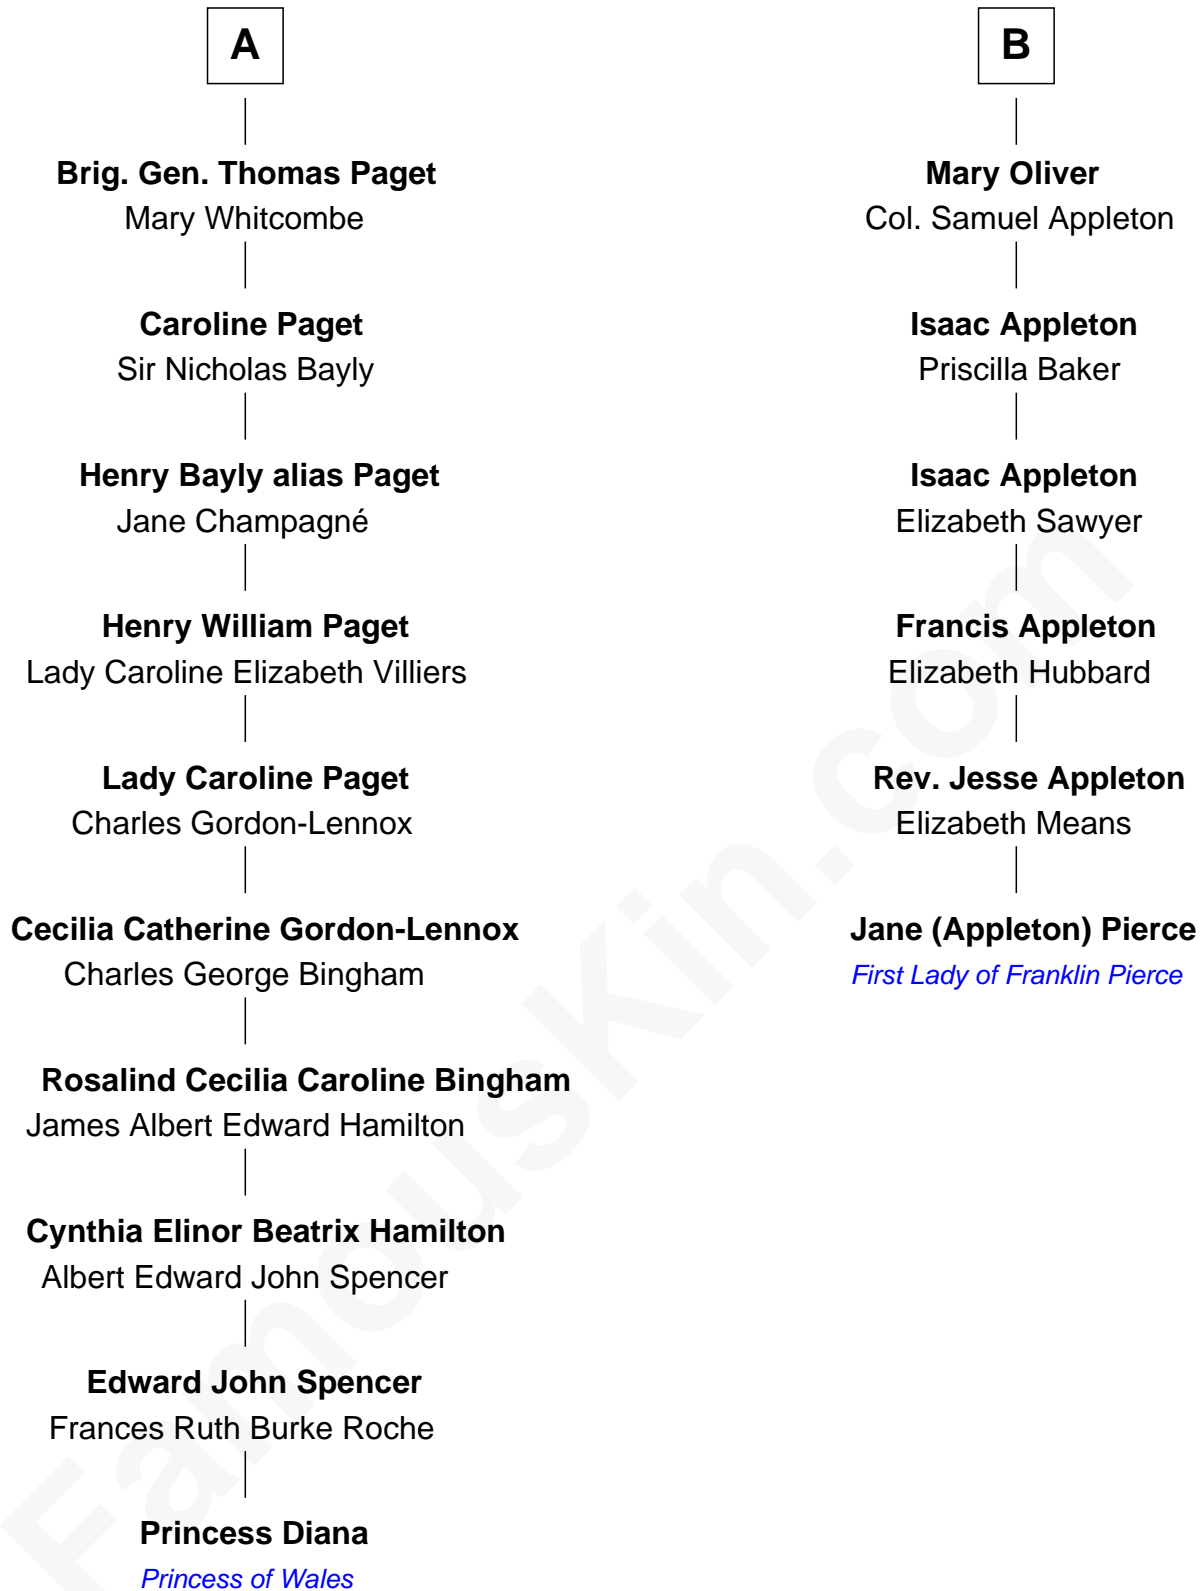 A
Brig. Gen. Thomas Paget
Mary Whitcombe
Caroline Paget
Sir Nicholas Bayly
Henry Bayly alias Paget
Jane Champagné
Henry William Paget
Lady Caroline Elizabeth Villiers
Lady Caroline Paget
Charles Gordon-Lennox
Cecilia Catherine Gordon-Lennox
Charles George Bingham
Rosalind Cecilia Caroline Bingham
James Albert Edward Hamilton
Cynthia Elinor Beatrix Hamilton
Albert Edward John Spencer
Edward John Spencer
Frances Ruth Burke Roche
Princess Diana
Princess of Wales
B
Mary Oliver
Col. Samuel Appleton
Isaac Appleton
Priscilla Baker
Isaac Appleton
Elizabeth Sawyer
Francis Appleton
Elizabeth Hubbard
Rev. Jesse Appleton
Elizabeth Means
Jane (Appleton) Pierce
First Lady of Franklin Pierce
FamousKin.com